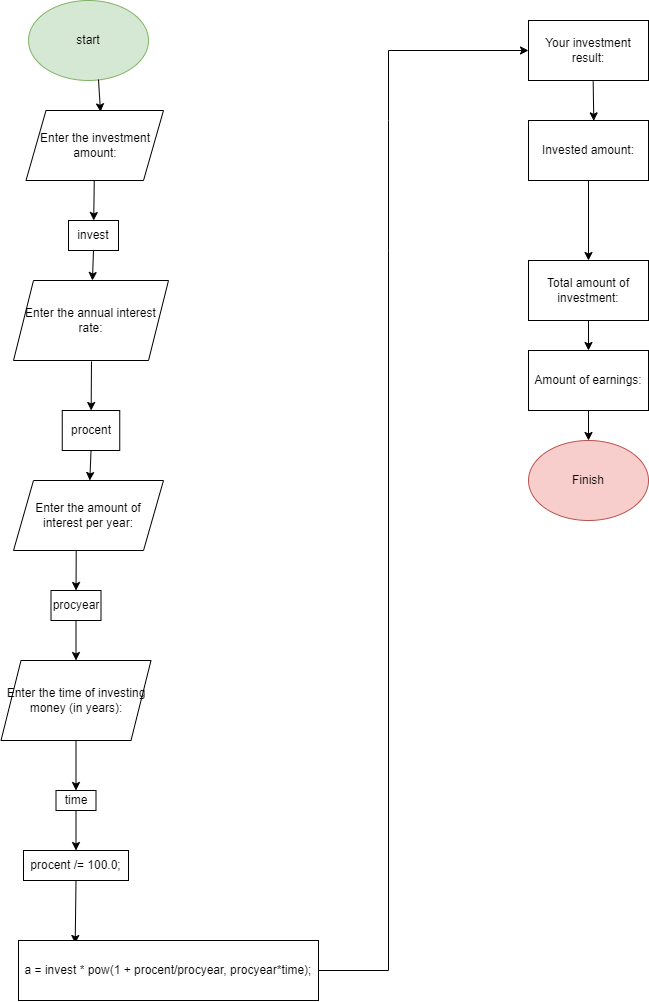 start
Enter the investment
amount:
invest
Enter the annual interest
rate:
procent
Enter the amount of
interest per year:
procyear
Enter the time of investing
money (in years):
time
procent /= 100.0;
a = invest * pow(1 + procent/procyear, procyear*time);
Your investment
result:
Invested amount:
Total amount of
investment:
Amount of earnings:
Finish